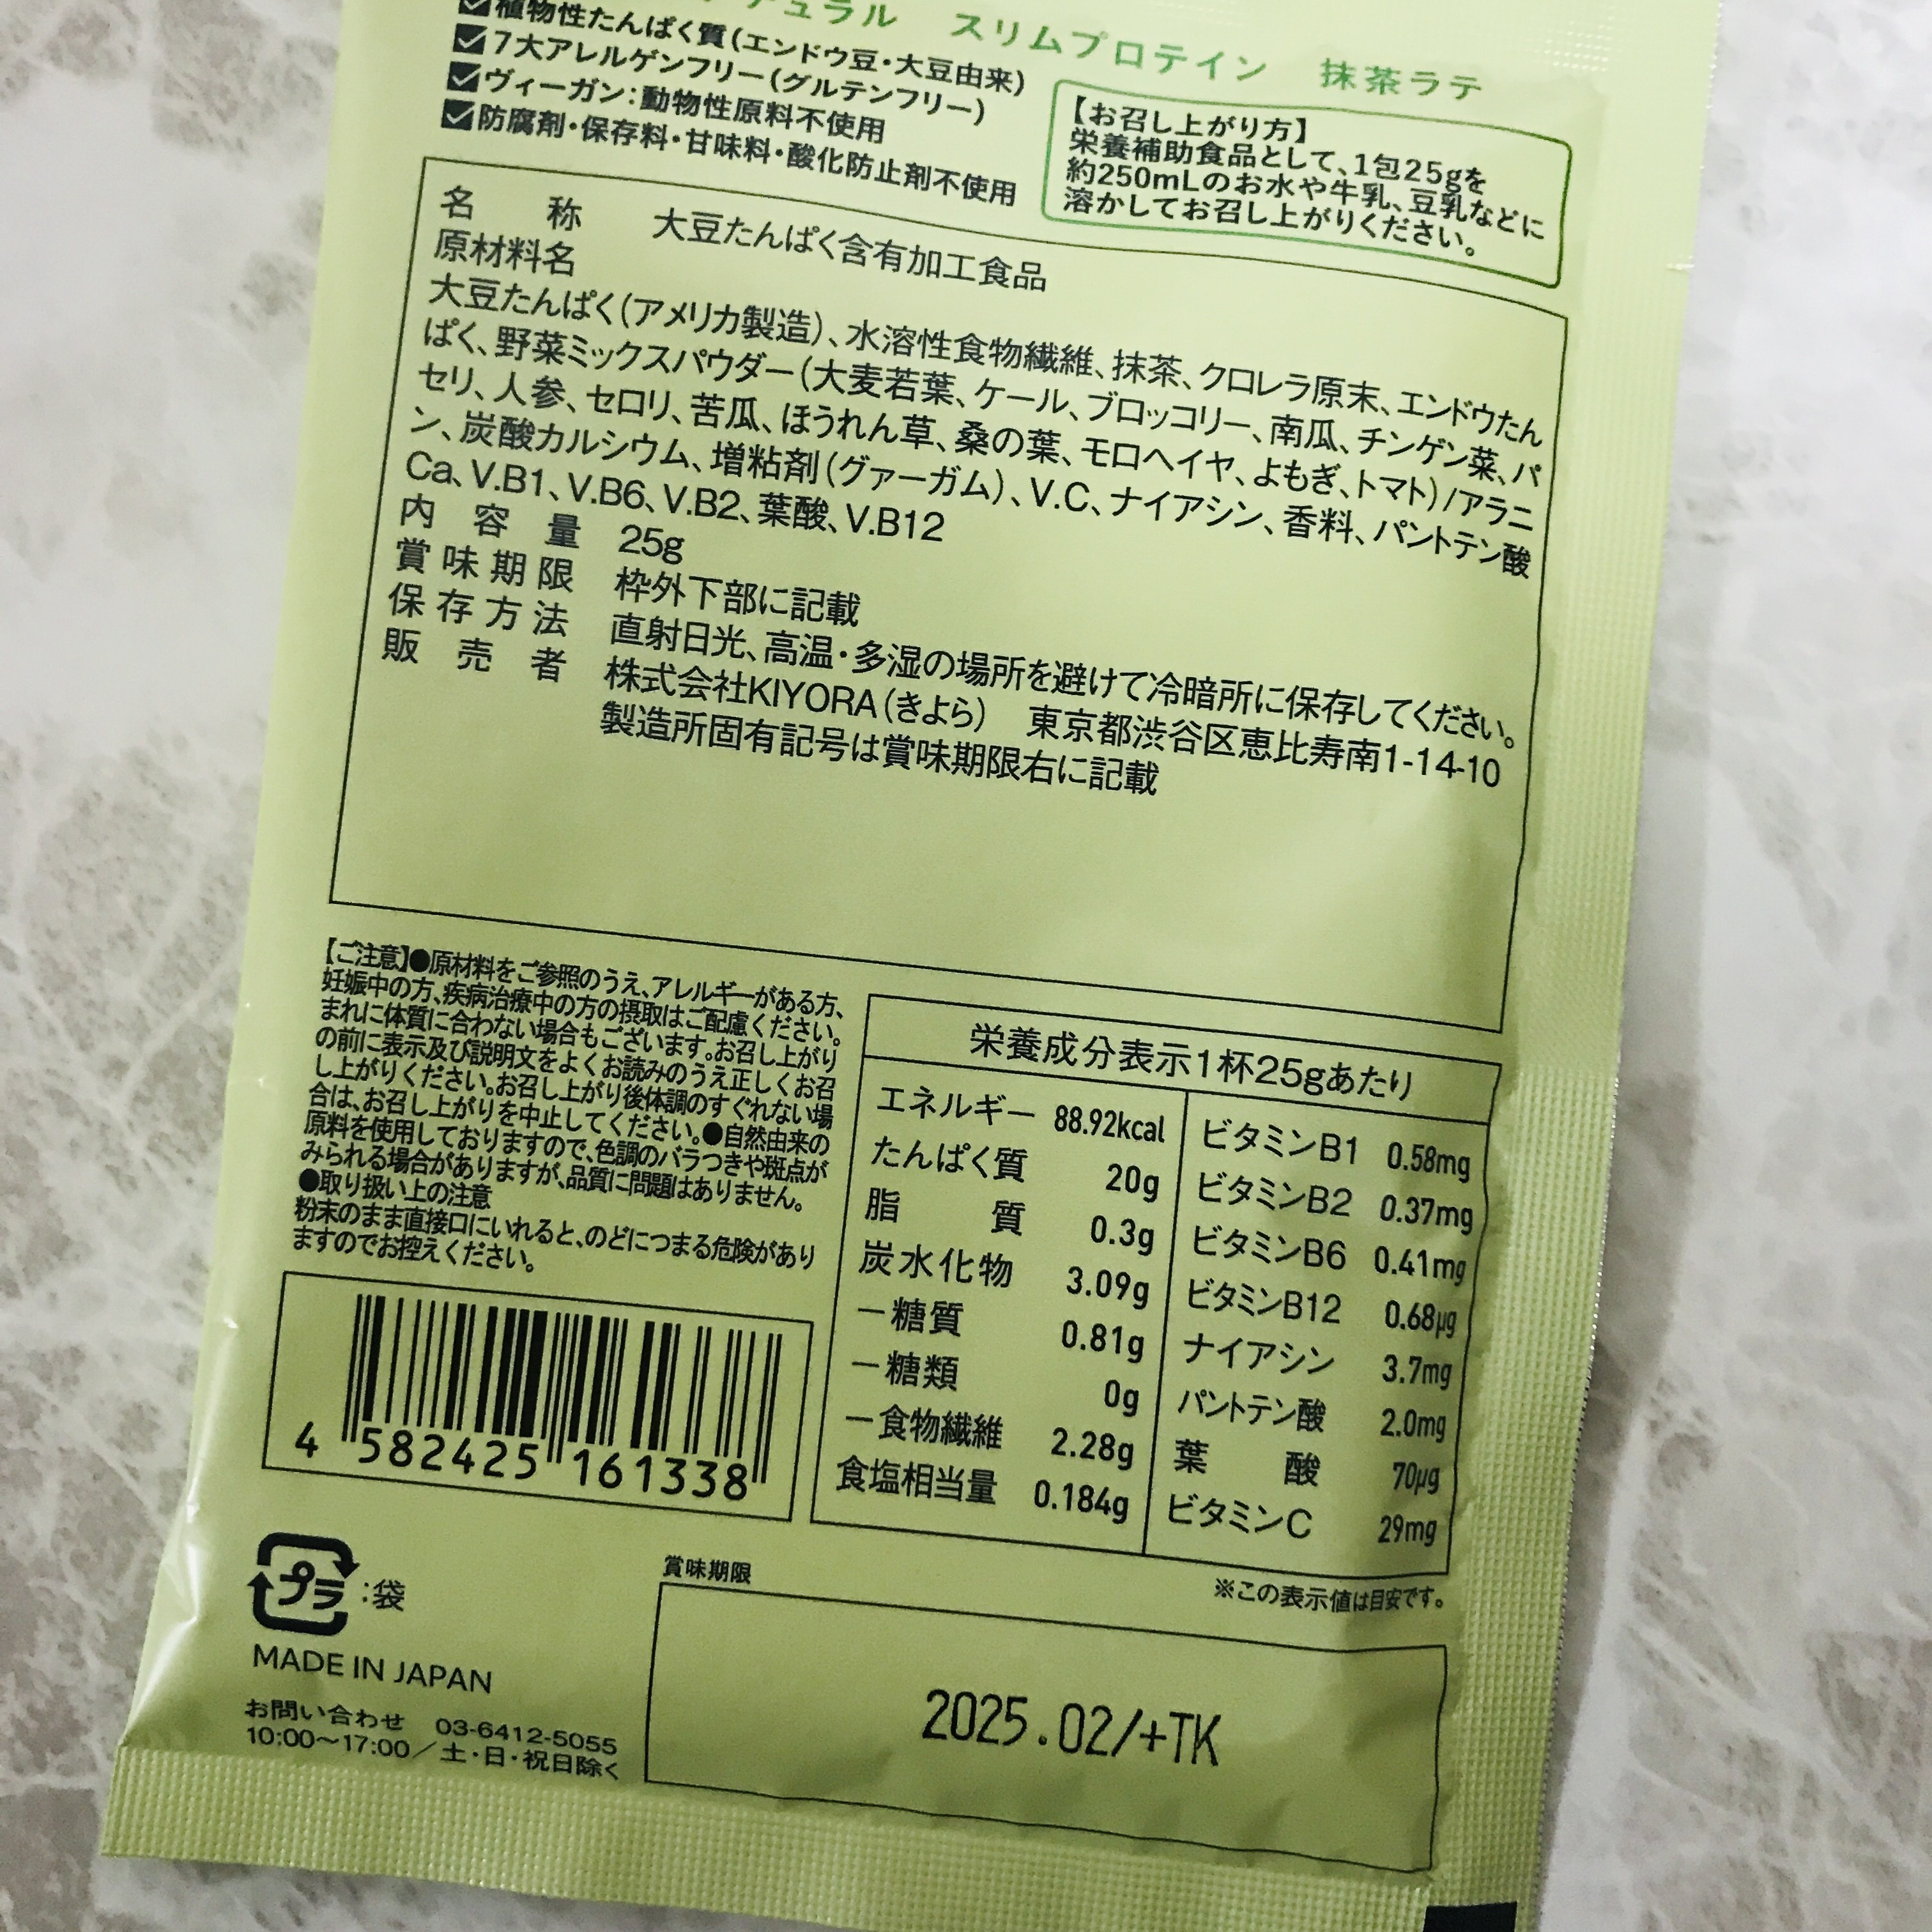 チュラル　スリムプロテイン　抹茶ラテ
植物性たんぱく質(エンドウ豆・大豆由来)
7大アレルゲンフリー(グルテンフリー)
ヴィーガン:動物性原料不使用
防腐剤・保存料・甘味料・酸化防止剤不使用
【お召し上がり方】
栄養補助食品として、1包25gを
約250mLのお水や牛乳、豆乳などに
溶かしてお召し上がりください。
名称　大豆たんぱく含有加工食品
原材料名
大豆たんぱく(アメリカ製造)、水溶性食物繊維、抹茶、クロレラ原末、エンドウたん
ぱく、野菜ミックスパウダー(大麦若葉、ケール、ブロッコリー、南瓜、チンゲン菜、パ
セリ、人参、セロリ、苦瓜、ほうれん草、桑の葉、モロヘイヤ、よもぎ、トマト)/アラニ
ン、炭酸カルシウム、増粘剤(グァーガム)、V.C、ナイアシン、香料、パントテン酸
Ca、V.B1、V.B6、V.B2、葉酸、V.B12
内容量　25g
賞味期限　枠外下部に記載
保存方法　直射日光、高温・多湿の場所を避けて冷暗所に保存してください。
販売者　株式会社KIYORA(きよら)　東京都渋谷区恵比寿南1-14-10
製造所固有記号は賞味期限右に記載
【ご注意】●原材料をご参照のうえ、アレルギーがある方、
妊娠中の方、疾病治療中の方の摂取はご配慮ください。
まれに体質に合わない場合もございます。お召し上がり
の前に表示及び説明文をよくお読みのうえ正しくお召
し上がりください。お召し上がり後体調のすぐれない場
合は、お召し上がりを中止してください。●自然由来の
原料を使用しておりますので、色調のバラつきや斑点が
みられる場合がありますが、品質に問題はありません。
●取り扱い上の注意
粉末のまま直接口にいれると、のどにつまる危険があり
ますのでお控えください。
栄養成分表示1杯25gあたり
エネルギー　88.92kcal
たんぱく質　20g
脂質　0.3g
炭水化物　3.09g
－糖質　0.81g
－糖類　0g
－食物繊維　2.28g
食塩相当量　0.184g
ビタミンB1　0.58mg
ビタミンB2　0.37mg
ビタミンB6　0.41mg
ビタミンB12　0.68μg
ナイアシン　3.7mg
パントテン酸　2.0mg
葉酸　70μg
ビタミンC　29mg
※この表示値は目安です。
4 582425 161338
プラ :袋
MADE IN JAPAN
お問い合わせ　03-6412-5055
10:00～17:00／土・日・祝日除く
賞味期限
2025.02/+TK